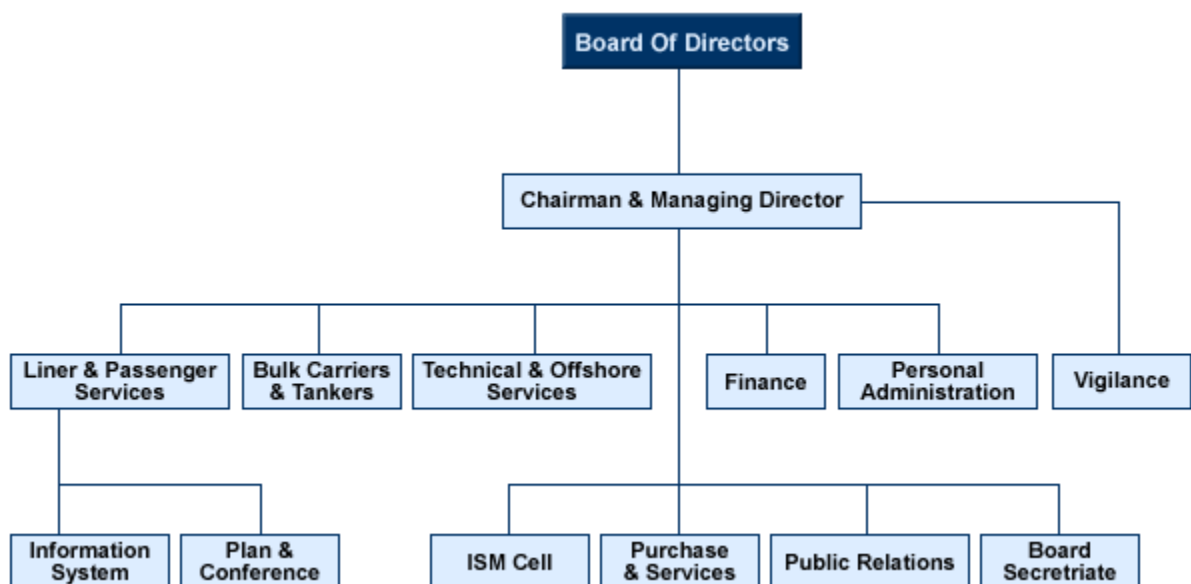 Board Of Directors
Chairman & Managing Director
Liner & Passenger
Services
Bulk Carriers
& Tankers
Technical & Offshore
Services
Finance
Personal
Administration
Vigilance
Information
System
Plan &
Conference
ISM Cell
Purchase
& Services
Public Relations
Board
Secretriate